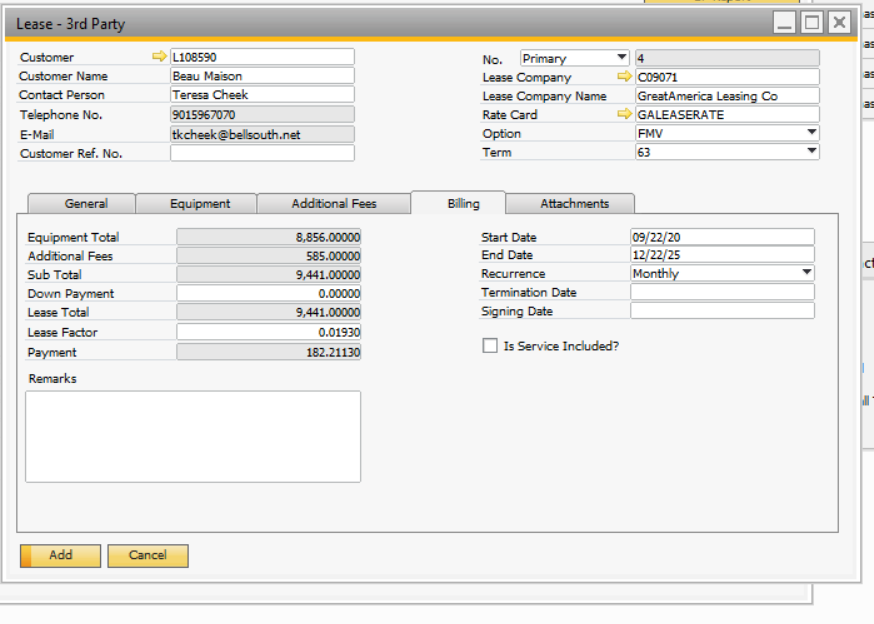 Lease - 3rd Party
Customer L108590
Customer Name Beau Maison
Contact Person Teresa Cheek
Telephone No. 9015967070
E-Mail tkcheek@bellsouth.net
Customer Ref. No.
No. Primary 4
Lease Company C09071
Lease Company Name GreatAmerica Leasing Co
Rate Card GALEASERATE
Option FMV
Term 63
General Equipment Additional Fees Billing Attachments
Equipment Total 8,856.00000
Additional Fees 585.00000
Sub Total 9,441.00000
Down Payment 0.00000
Lease Total 9,441.00000
Lease Factor 0.01930
Payment 182.21130
Remarks
Start Date 09/22/20
End Date 12/22/25
Recurrence Monthly
Termination Date
Signing Date
Is Service Included?
Add Cancel